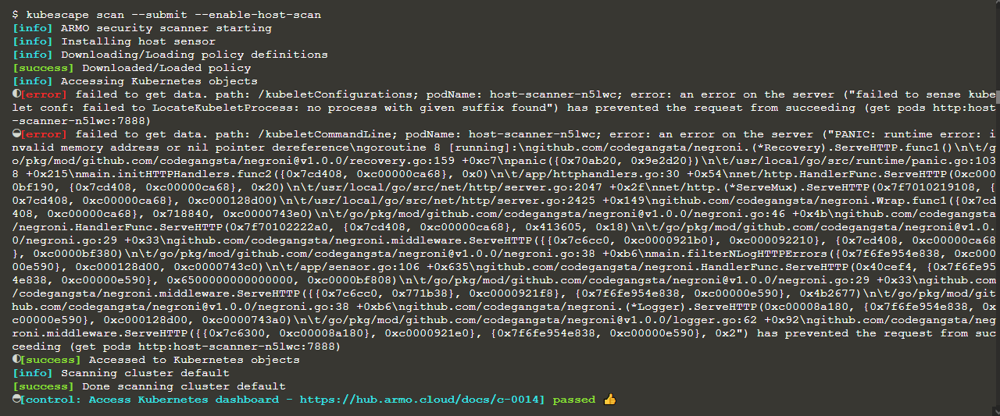 $ kubescape scan --submit --enable-host-scan
[info] ARMO security scanner starting
[info] Installing host sensor
[info] Downloading/Loading policy definitions
[success] Downloaded/Loaded policy
[info] Accessing Kubernetes objects
[error] failed to get data. path: /kubeletConfigurations; podName: host-scanner-n5lwc; error: an error on the server ("failed to sense kube
let conf: failed to LocateKubeletProcess: no process with given suffix found") has prevented the request from succeeding (get pods http:host
-scanner-n5lwc:7888)
[error] failed to get data. path: /kubeletCommandLine; podName: host-scanner-n5lwc; error: an error on the server ("PANIC: runtime error: i
nvalid memory address or nil pointer dereference\ngoroutine 8 [running]:\ngithub.com/codegangsta/negroni.(*Recovery).ServeHTTP.func1()\n\t/g
o/pkg/mod/github.com/codegangsta/negroni@v1.0.0/recovery.go:159 +0xc7\npanic({0x70ab20, 0x9e2d20})\n\t/usr/local/go/src/runtime/panic.go:103
8 +0x215\nmain.initHTTPHandlers.func2({0x7cd408, 0xc00000ca68}, 0x0)\n\t/app/httphandlers.go:30 +0x54\nnet/http.HandlerFunc.ServeHTTP(0xc000
0bf190, {0x7cd408, 0xc00000ca68}, 0x20)\n\t/usr/local/go/src/net/http/server.go:2047 +0x2f\nnet/http.(*ServeMux).ServeHTTP(0x7f7010219108, {
0x7cd408, 0xc00000ca68}, 0xc000128d00)\n\t/usr/local/go/src/net/http/server.go:2425 +0x149\ngithub.com/codegangsta/negroni.Wrap.func1({0x7cd
408, 0xc00000ca68}, 0x718840, 0xc0000743e0)\n\t/go/pkg/mod/github.com/codegangsta/negroni@v1.0.0/negroni.go:46 +0x4b\ngithub.com/codegangsta
/negroni.HandlerFunc.ServeHTTP(0x7f70102222a0, {0x7cd408, 0xc00000ca68}, 0x413605, 0x18)\n\t/go/pkg/mod/github.com/codegangsta/negroni@v1.0.
0/negroni.go:29 +0x33\ngithub.com/codegangsta/negroni.middleware.ServeHTTP({{0x7c6cc0, 0xc0000921b0}, 0xc000092210}, {0x7cd408, 0xc00000ca68
}, 0xc0000bf380)\n\t/go/pkg/mod/github.com/codegangsta/negroni@v1.0.0/negroni.go:38 +0xb6\nmain.filterNLogHTTPErrors({0x7f6fe954e838, 0xc000
00e590}, 0xc000128d00, 0xc0000743c0)\n\t/app/sensor.go:106 +0x635\ngithub.com/codegangsta/negroni.HandlerFunc.ServeHTTP(0x40cef4, {0x7f6fe95
4e838, 0xc00000e590}, 0x6500000000000000, 0xc0000bf808)\n\t/go/pkg/mod/github.com/codegangsta/negroni@v1.0.0/negroni.go:29 +0x33\ngithub.com
/codegangsta/negroni.middleware.ServeHTTP({{0x7c6cc0, 0x771b38}, 0xc0000921f8}, {0x7f6fe954e838, 0xc00000e590}, 0x4b2677)\n\t/go/pkg/mod/git
hub.com/codegangsta/negroni@v1.0.0/negroni.go:38 +0xb6\ngithub.com/codegangsta/negroni.(*Logger).ServeHTTP(0xc00008a180, {0x7f6fe954e838, 0x
c00000e590}, 0xc000128d00, 0xc0000743a0)\n\t/go/pkg/mod/github.com/codegangsta/negroni@v1.0.0/logger.go:62 +0x92\ngithub.com/codegangsta/neg
roni.middleware.ServeHTTP({{0x7c6300, 0xc00008a180}, 0xc0000921e0}, {0x7f6fe954e838, 0xc00000e590}, 0x2") has prevented the request from suc
ceeding (get pods http:host-scanner-n5lwc:7888)
[success] Accessed to Kubernetes objects
[info] Scanning cluster default
[success] Done scanning cluster default
[control: Access Kubernetes dashboard - https://hub.armo.cloud/docs/c-0014] passed 👍